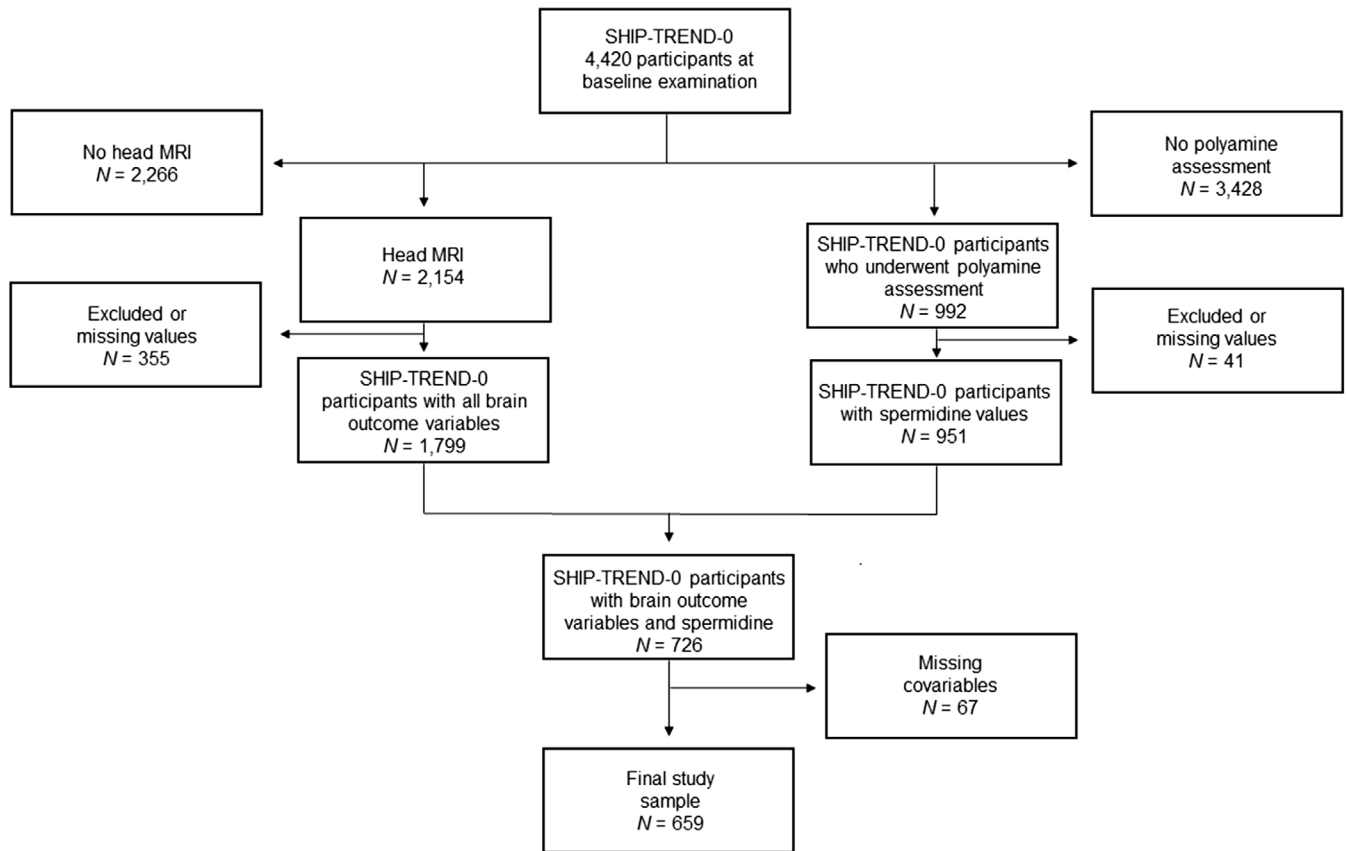 SHIP-TREND-0
4,420 participants at
baseline examination
No head MRI
N = 2,266
No polyamine
assessment
N = 3,428
Head MRI
N = 2,154
SHIP-TREND-0 participants
who underwent polyamine
assessment
N = 992
Excluded or
missing values
N = 355
Excluded or
missing values
N = 41
SHIP-TREND-0
participants with all brain
outcome variables
N = 1,799
SHIP-TREND-0 participants
with spermidine values
N = 951
SHIP-TREND-0 participants
with brain outcome
variables and spermidine
N = 726
Missing
covariables
N = 67
Final study
sample
N = 659